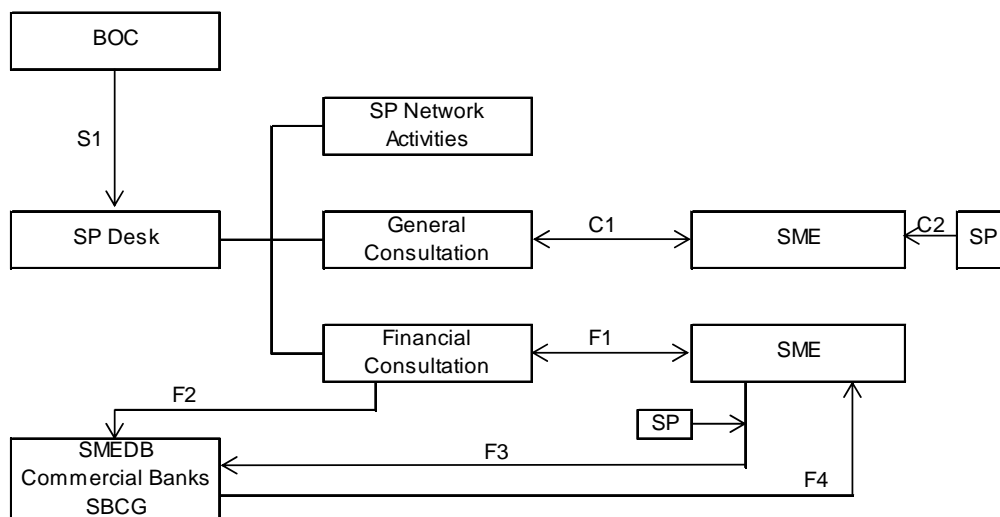 BOC
SP Network
Activities
S1
SP Desk
General
Consultation
C1
SME
C2
SP
Financial
Consultation
F1
SME
F2
SP
SMEDB
Commercial Banks
SBCG
F3
F4